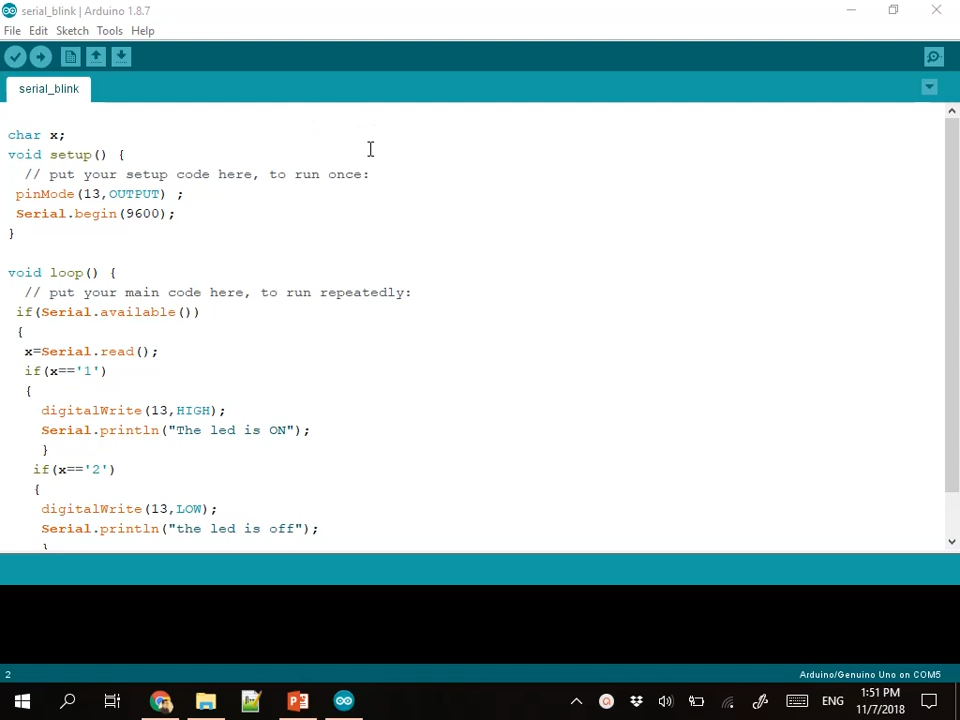 serial_blink | Arduino 1.8.7
File Edit Sketch Tools Help
serial_blink
char x;
void setup() {
  // put your setup code here, to run once:
 pinMode(13,OUTPUT) ;
 Serial.begin(9600);
}
void loop() {
  // put your main code here, to run repeatedly:
 if(Serial.available())
 {
  x=Serial.read();
  if(x=='1')
  {
    digitalWrite(13,HIGH);
    Serial.println("The led is ON");
    }
   if(x=='2')
   {
    digitalWrite(13,LOW);
    Serial.println("the led is off");
    }
2 Arduino/Genuino Uno on COM5
ENG 1:51 PM
11/7/2018